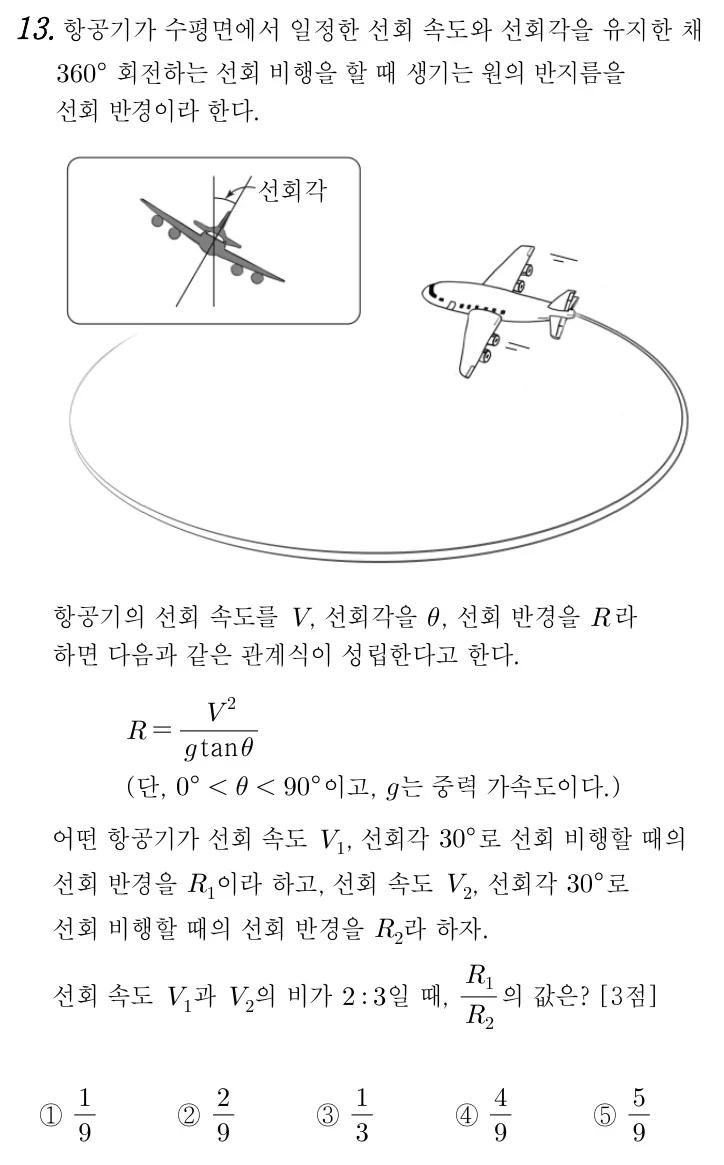 13. 항공기가 수평면에서 일정한 선회 속도와 선회각을 유지한 채
360° 회전하는 선회 비행을 할 때 생기는 원의 반지름을
선회 반경이라 한다.
선회각
항공기의 선회 속도를 V, 선회각을 θ, 선회 반경을 R라
하면 다음과 같은 관계식이 성립한다고 한다.
R = V² / (g tanθ)
(단, 0° < θ < 90°이고, g는 중력 가속도이다.)
어떤 항공기가 선회 속도 V₁, 선회각 30°로 선회 비행할 때의
선회 반경을 R₁이라 하고, 선회 속도 V₂, 선회각 30°로
선회 비행할 때의 선회 반경을 R₂라 하자.
선회 속도 V₁과 V₂의 비가 2 : 3일 때, R₁/R₂의 값은? [3점]
① 1/9 ② 2/9 ③ 1/3 ④ 4/9 ⑤ 5/9